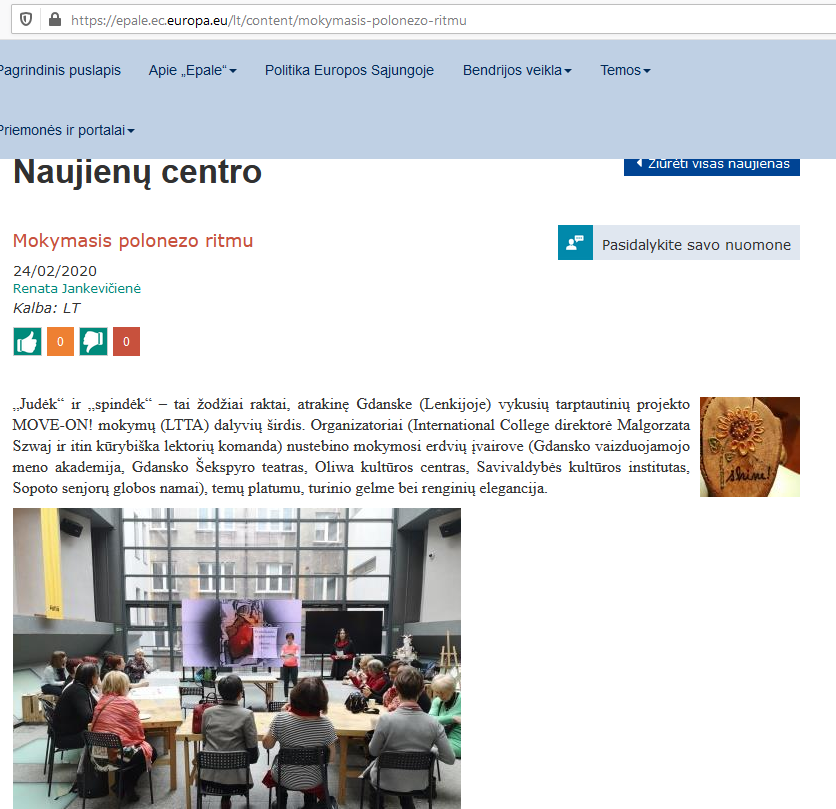 https://epale.ec.europa.eu/lt/content/mokymasis-polonezo-ritmu
Pagrindinis puslapis Apie „Epale“ Politika Europos Sąjungoje Bendrijos veikla Temos
Priemonės ir portalai
Naujienų centro
Žiūrėti visas naujienas
Mokymasis polonezo ritmu
Pasidalykite savo nuomone
24/02/2020
Renata Jankevičienė
Kalba: LT
0 0
„Judėk“ ir „spindėk“ – tai žodžiai raktai, atrakinę Gdanske (Lenkijoje) vykusių tarptautinių projekto
MOVE-ON! mokymų (LTTA) dalyvių širdis. Organizatoriai (International College direktorė Malgorzata
Szwaj ir itin kūrybiška lektorių komanda) nustebino mokymosi erdvių įvairove (Gdansko vaizduojamojo
meno akademija, Gdansko Šekspyro teatras, Oliwa kultūros centras, Savivaldybės kultūros institutas,
Sopoto senjorų globos namai), temų platumu, turinio gelme bei renginių elegancija.
shine!